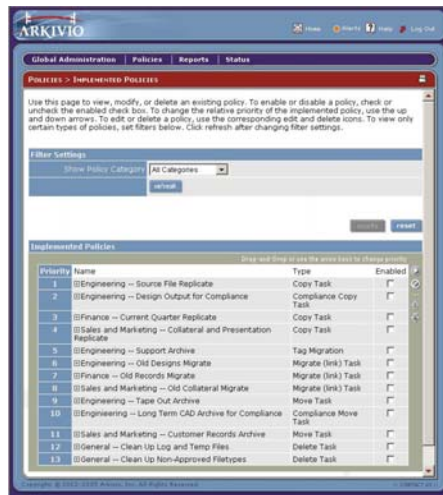 ARKIVIO
Home Alerts Help Log Out
Global Administration | Policies | Reports | Status
POLICIES > IMPLEMENTED POLICIES
Use this page to view, modify, or delete an existing policy. To enable or disable a policy, check or
uncheck the enabled check box. To change the relative priority of the implemented policy, use the up
and down arrows. To edit or delete a policy, use the corresponding edit and delete icons. To view only
certain types of policies, set filters below. Click refresh after changing filter settings.
Filter Settings
Show Policy Category All Categories
refresh
reset
Implemented Policies
Drag-and-Drop or use the arrow keys to change priority
Priority Name Type Enabled
1 Engineering -- Source File Replicate Copy Task
2 Engineering -- Design Output for Compliance Compliance Copy
Task
3 Finance -- Current Quarter Replicate Copy Task
4 Sales and Marketing -- Collateral and Presentation Copy Task
Replicate
5 Engineering -- Support Archive Tag Migration
6 Engineering -- Old Designs Migrate Migrate (link) Task
7 Finance -- Old Records Migrate Migrate (link) Task
8 Sales and Marketing -- Old Collateral Migrate Migrate (link) Task
9 Engineering -- Tape Out Archive Move Task
10 Engineering -- Long Term CAD Archive for Compliance Compliance Move
Task
11 Sales and Marketing -- Customer Records Archive Move Task
12 General -- Clean Up Log and Temp Files Delete Task
13 General -- Clean Up Non-Approved Filetypes Delete Task